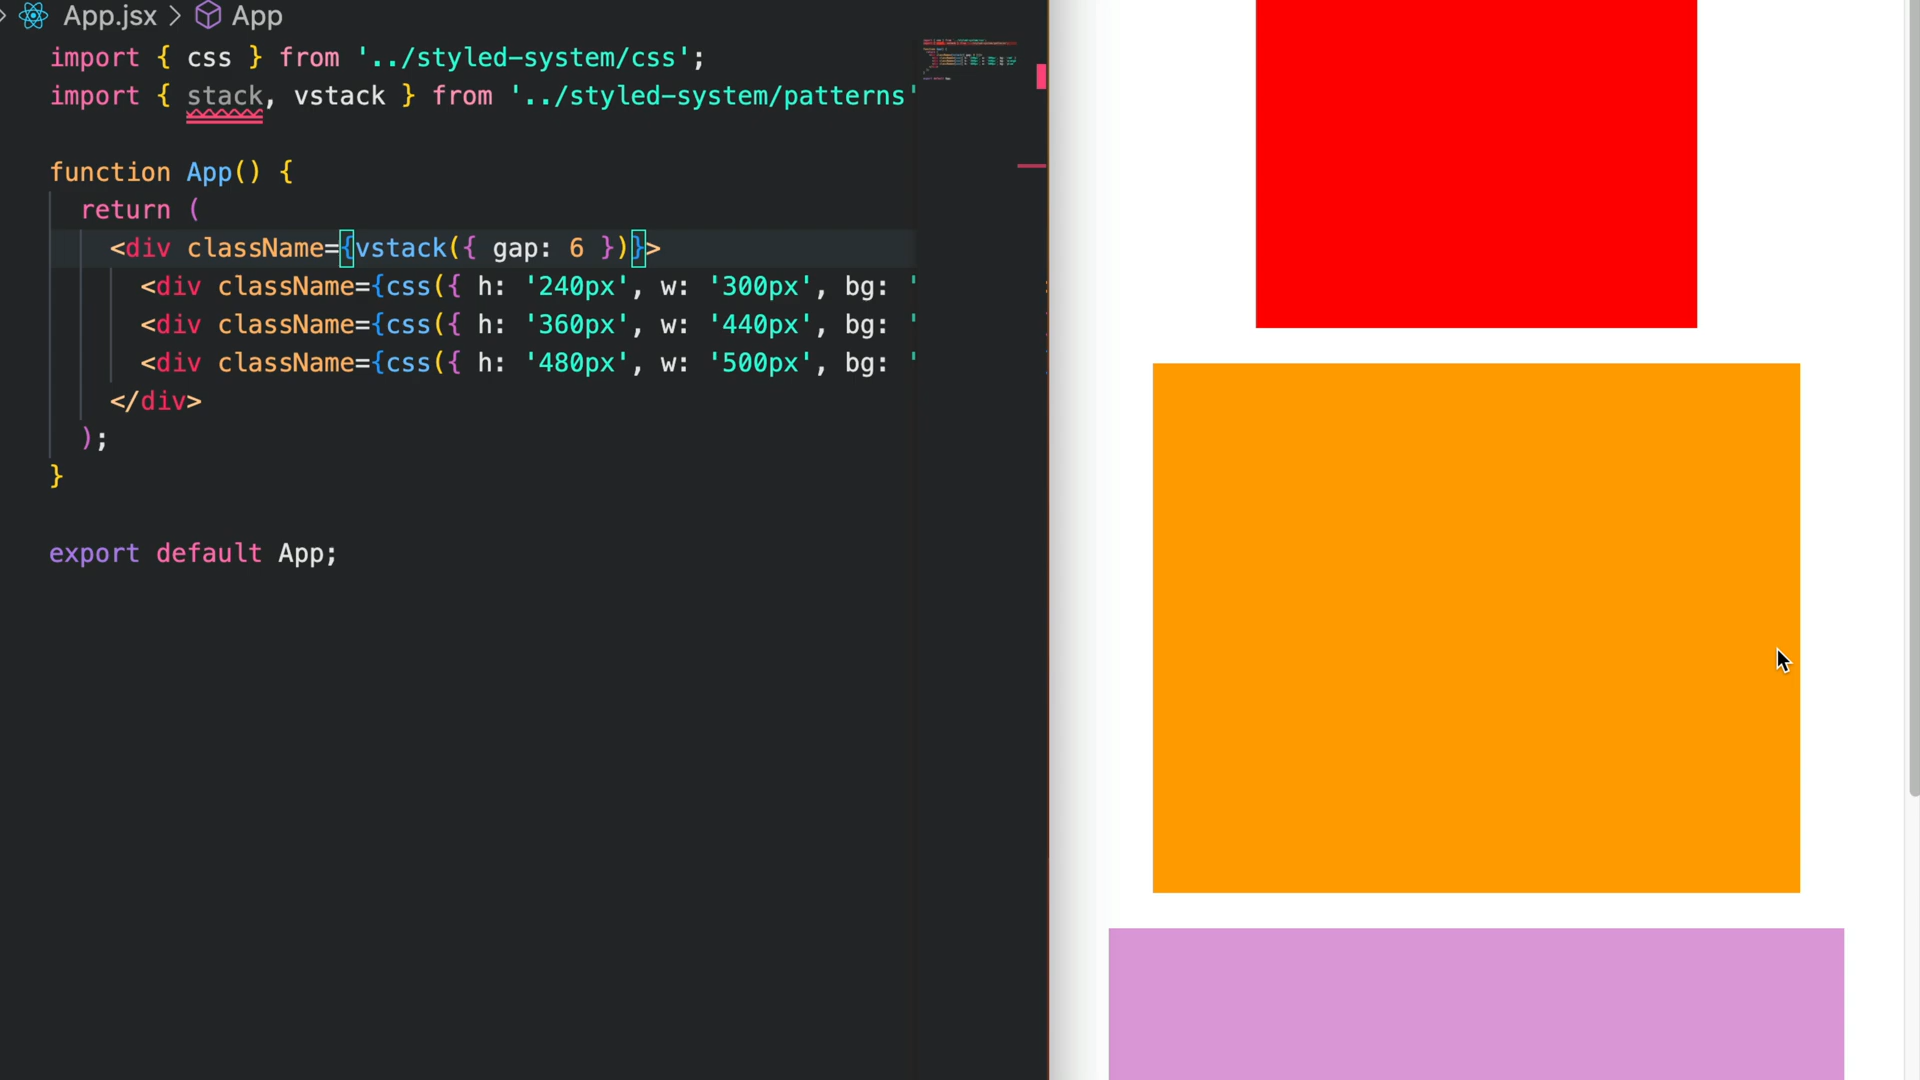 App.jsx > App
import { css } from '../styled-system/css';
import { stack, vstack } from '../styled-system/patterns'
function App() {
return (
<div className={vstack({ gap: 6 })}>
<div className={css({ h: '240px', w: '300px', bg: '
<div className={css({ h: '360px', w: '440px', bg: '
<div className={css({ h: '480px', w: '500px', bg: '
</div>
);
}
export default App;